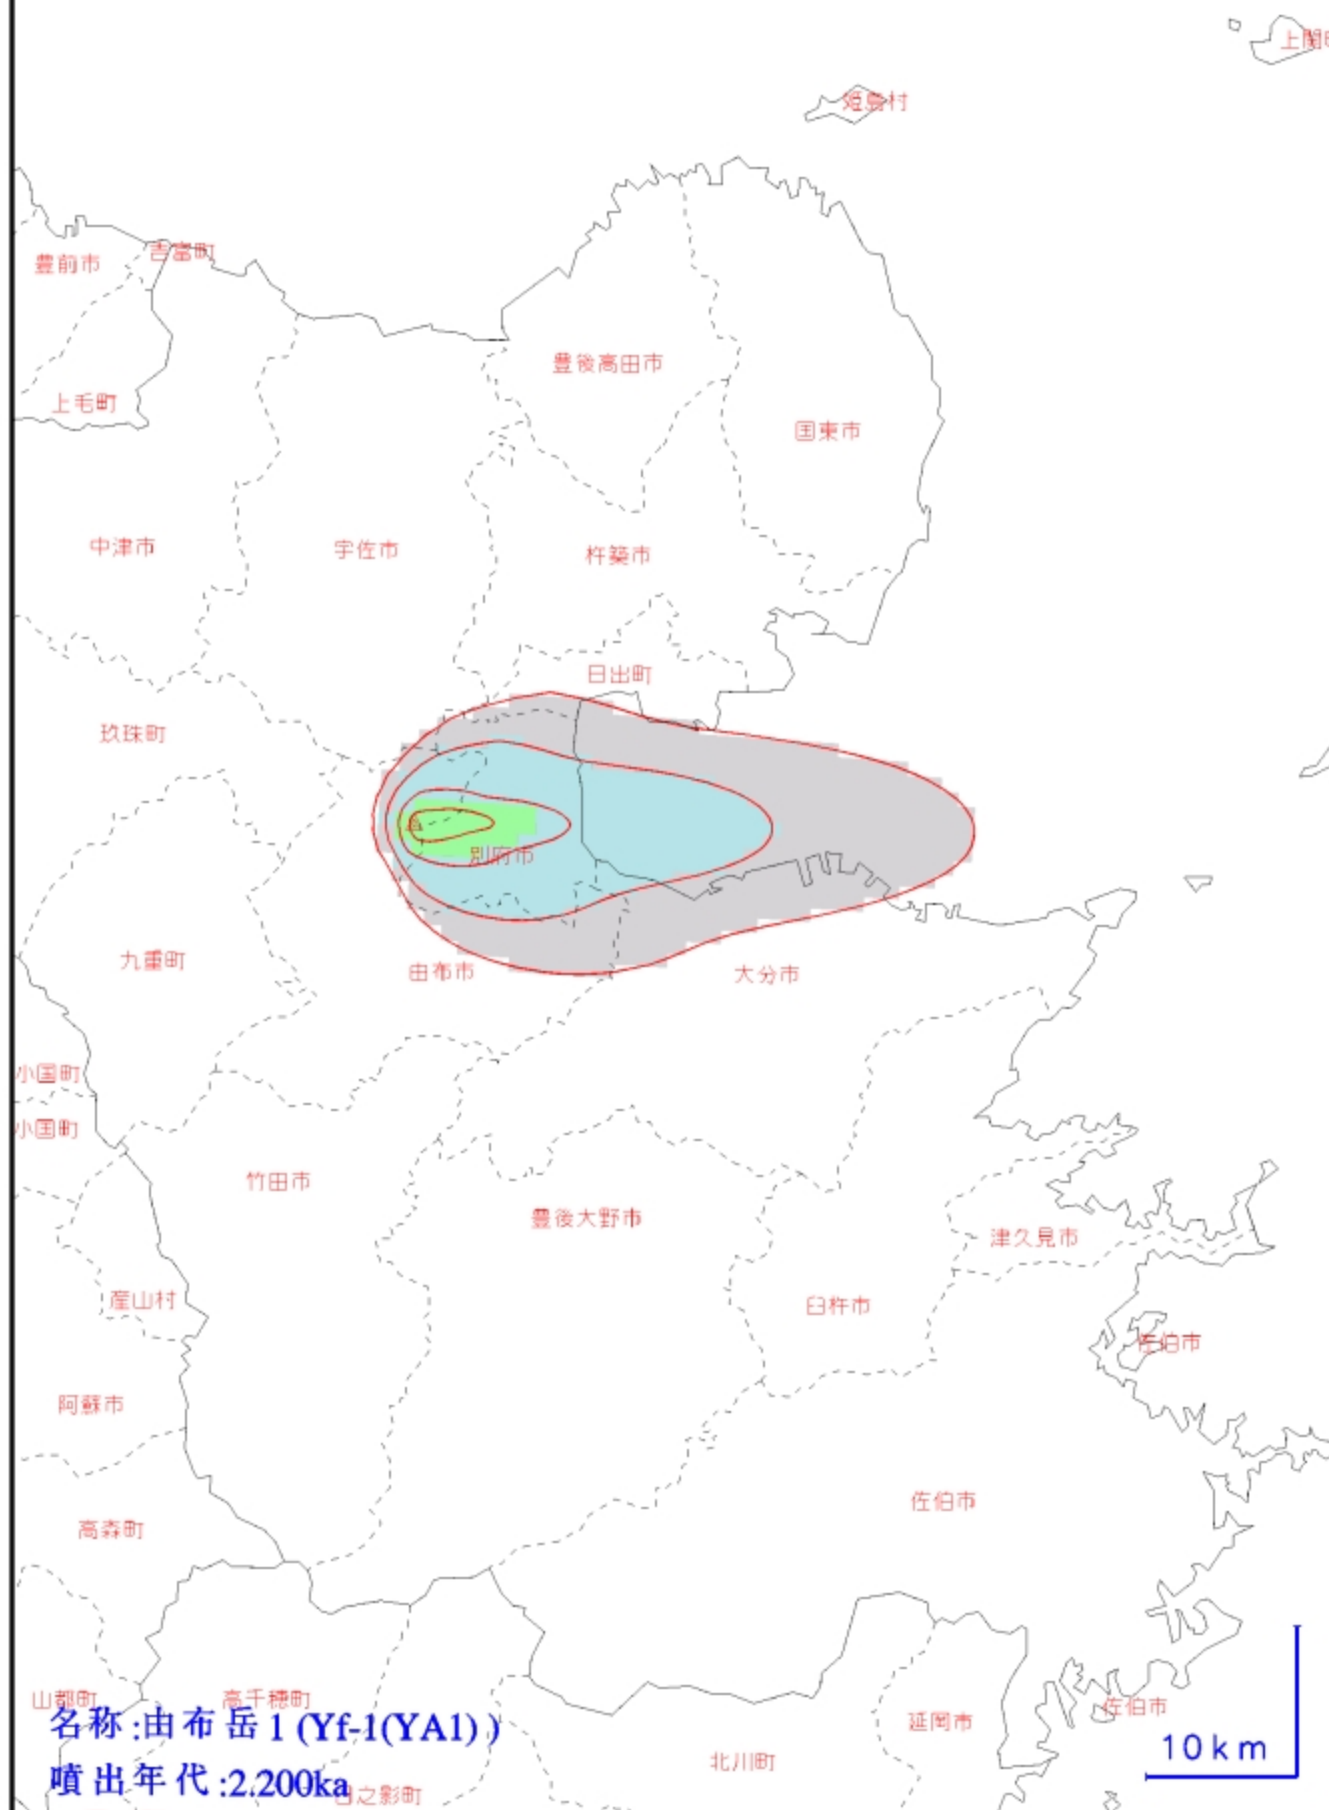 上関
姫島村
吉富町
豊前市
豊後高田市
上毛町
国東市
中津市
宇佐市
杵築市
日出町
玖珠町
別府市
九重町
由布市
大分市
小国町
小国町
竹田市
豊後大野市
津久見市
産山村
臼杵市
佐伯市
阿蘇市
佐伯市
高森町
山都町
高千穂町
佐伯市
延岡市
名称:由布岳1 (Yf-1(YA1) )
10km
北川町
噴出年代:2.200ka
之影町